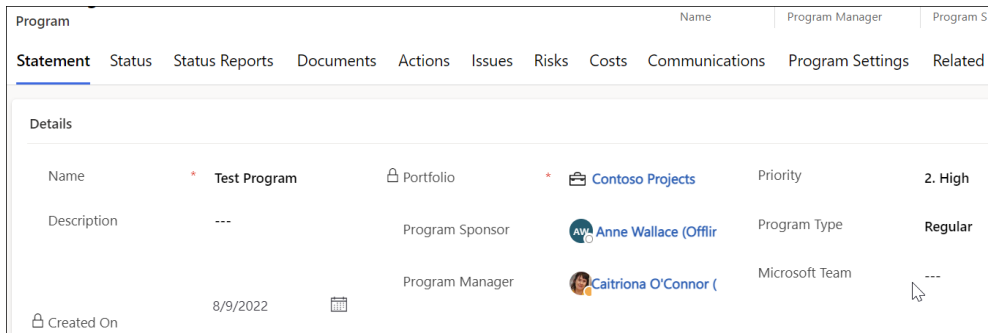 Program
Name Program Manager Program S
Statement Status Status Reports Documents Actions Issues Risks Costs Communications Program Settings Related
Details
Name * Test Program
Portfolio * Contoso Projects
Priority 2. High
Description ---
Program Sponsor AW Anne Wallace (Offlir
Program Type Regular
Program Manager Caitriona O'Connor (
Microsoft Team ---
Created On 8/9/2022